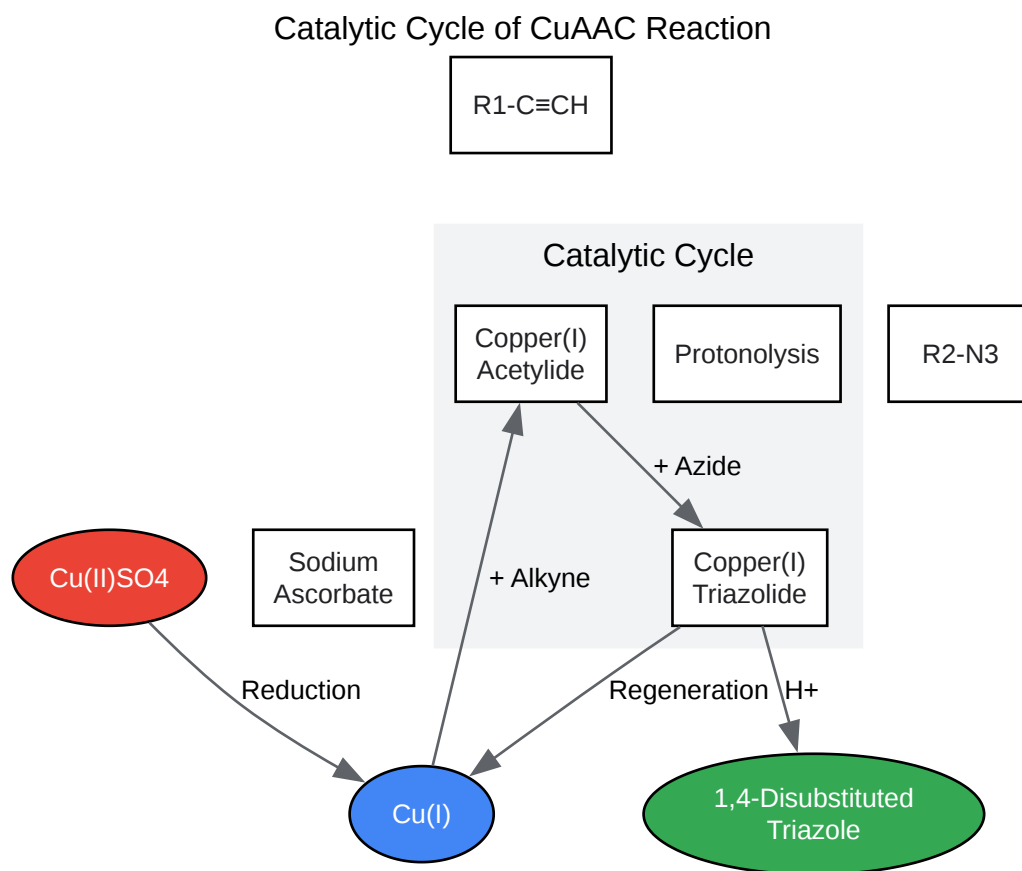 Catalytic Cycle of CuAAC Reaction
R1-C≡CH
Catalytic Cycle
Copper(I)
Acetylide
Protonolysis
R2-N3
+ Azide
Cu(II)SO4
Sodium
Ascorbate
+ Alkyne
Copper(I)
Triazolide
Reduction
Regeneration
H+
Cu(I)
1,4-Disubstituted
Triazole